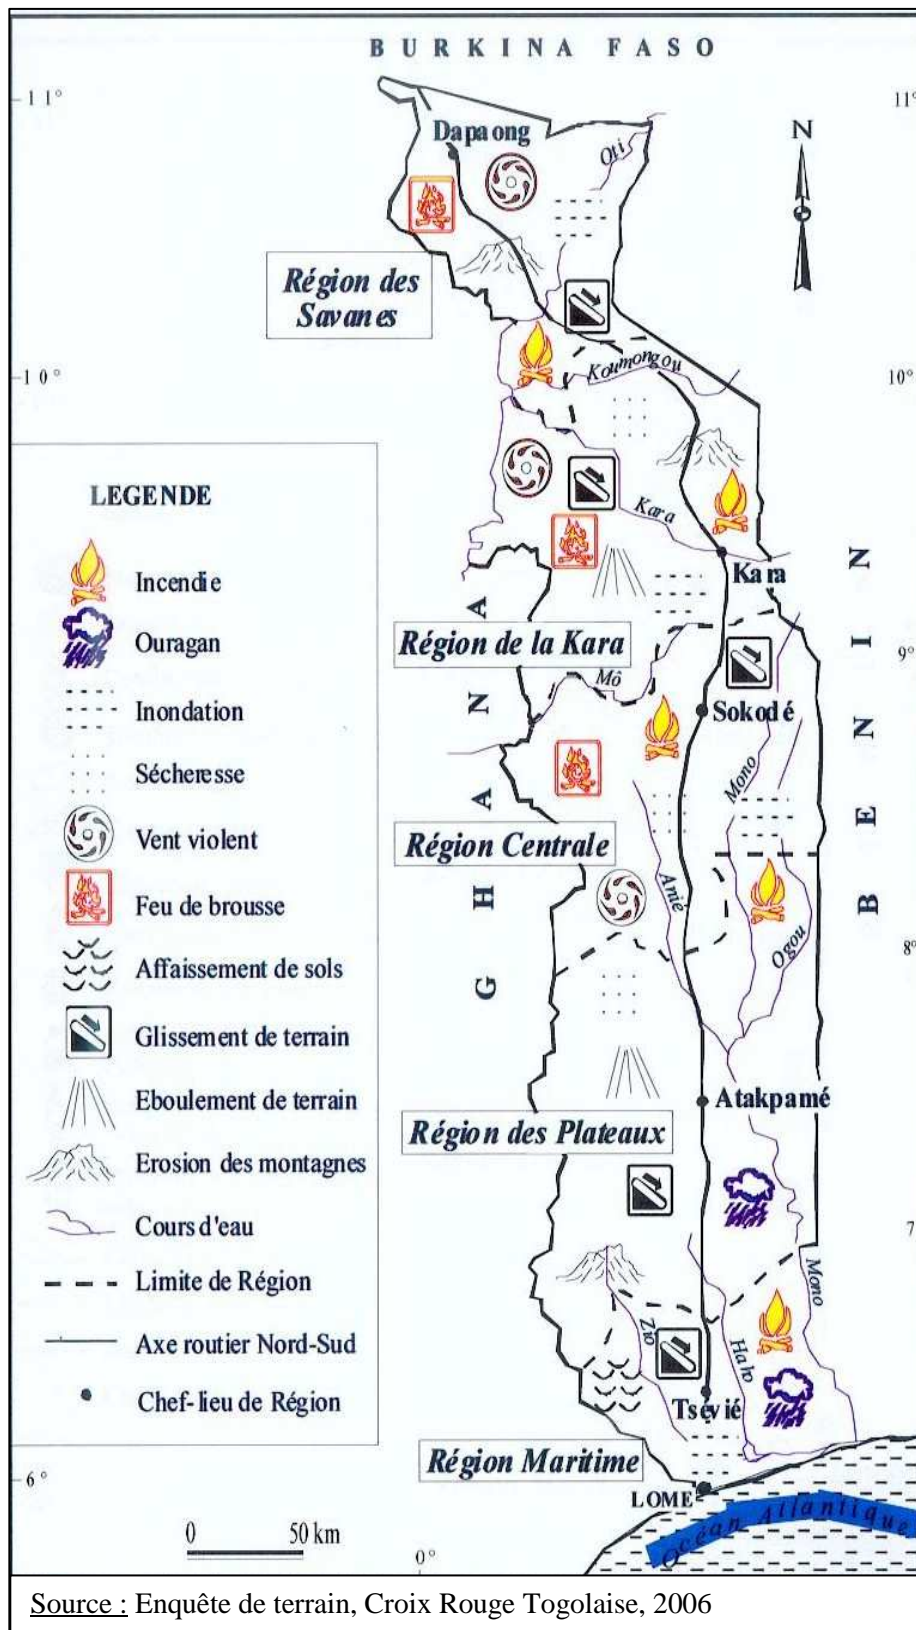 BURKINA FASO
11°
11°
N
Dapaong
Oti
Région des
Savanes
10°
10°
Koumongou
LEGENDE
Incendie
Ouragan
Inondation
Sécheresse
Vent violent
Feu de brousse
Affaissement de sols
Glissement de terrain
Eboulement de terrain
Erosion des montagnes
Cours d'eau
Limite de Région
Axe routier Nord-Sud
Chef-lieu de Région
Kara
Kara
GHANA
BENIN
Région de la Kara
9°
Mô
Sokodé
Mono
Région Centrale
Anié
Ogou
8°
Atakpamé
Région des Plateaux
7
Mono
Zio
Haho
Tsévié
Région Maritime
6°
LOME
Océan Atlantique
0 50 km
0°
Source : Enquête de terrain, Croix Rouge Togolaise, 2006